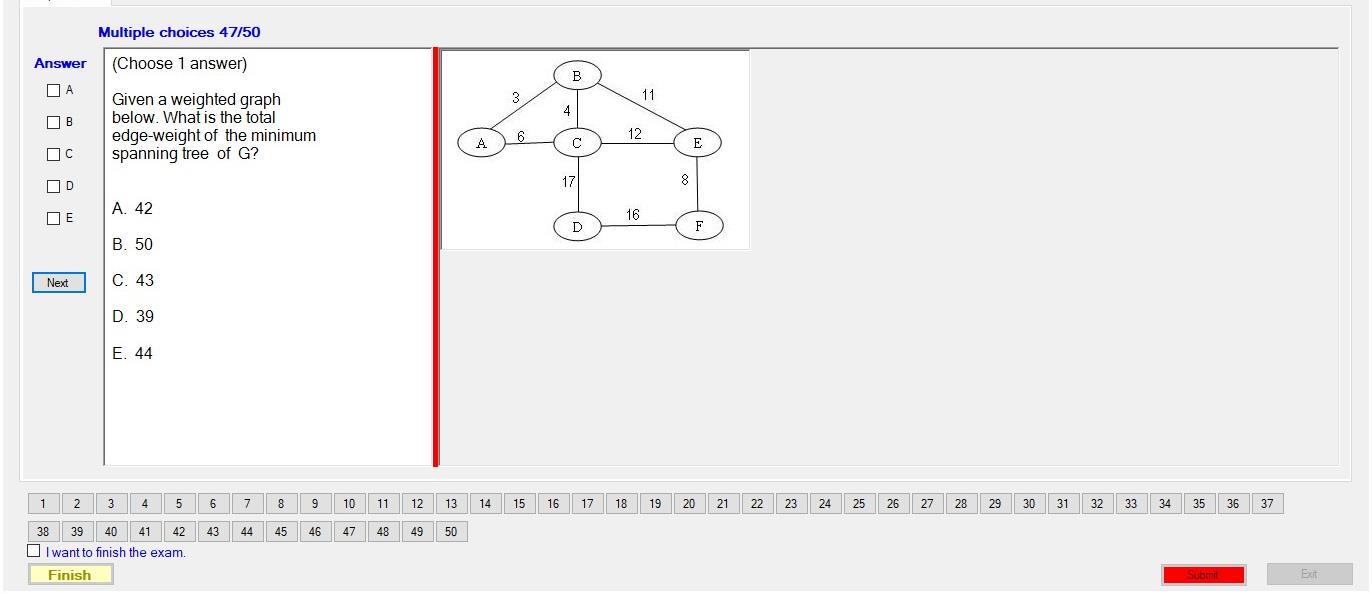 Multiple choices 47/50
Answer
A
B
C
D
E
Next
(Choose 1 answer)
Given a weighted graph
below. What is the total
edge-weight of the minimum
spanning tree of G?
A. 42
B. 50
C. 43
D. 39
E. 44
B
3
4
11
A
6
C
12
E
17
8
D
16
F
1 2 3 4 5 6 7 8 9 10 11 12 13 14 15 16 17 18 19 20 21 22 23 24 25 26 27 28 29 30 31 32 33 34 35 36 37
38 39 40 41 42 43 44 45 46 47 48 49 50
I want to finish the exam.
Finish
Submit
Exit